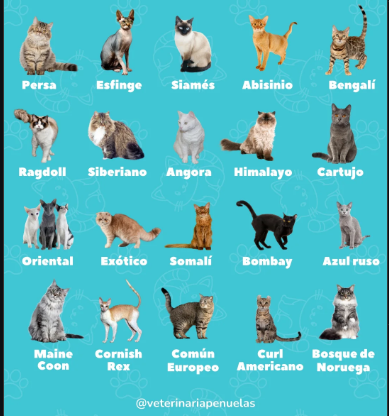 Persa Esfinge Siamés Abisinio Bengalí
Ragdoll Siberiano Angora Himalayo Cartujo
Oriental Exótico Somalí Bombay Azul ruso
Maine Coon Cornish Rex Común Europeo Curl Americano Bosque de Noruega
@veterinariapenuelas